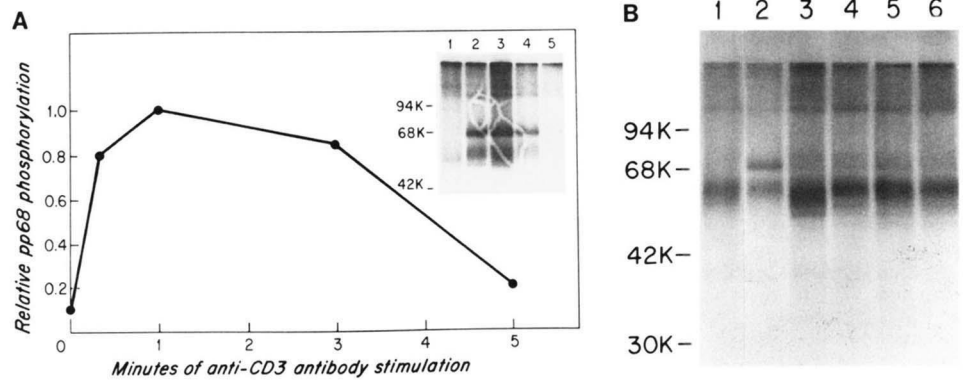 A
Relative pp68 phosphorylation
1.0
0.8
0.6
0.4
0.2
0 1 2 3 4 5
Minutes of anti-CD3 antibody stimulation
1 2 3 4 5
94K
68K
42K
B
1 2 3 4 5 6
94K
68K
42K
30K